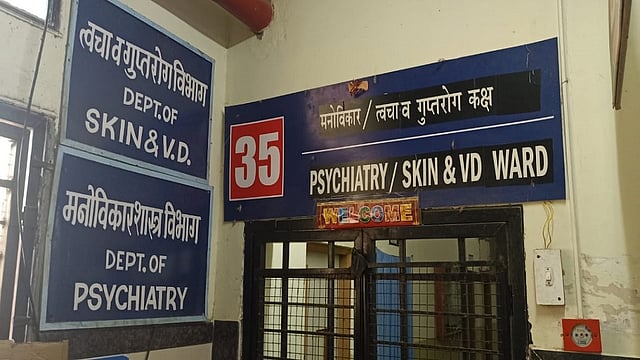 त्वचा व गुप्तरोग विभाग
DEPT.OF
SKIN & V.D.
मनोविकारशास्त्र विभाग
DEPT.OF
PSYCHIATRY
35
मनोविकार / त्वचा व गुप्तरोग कक्ष
PSYCHIATRY / SKIN & VD WARD
WELCOME